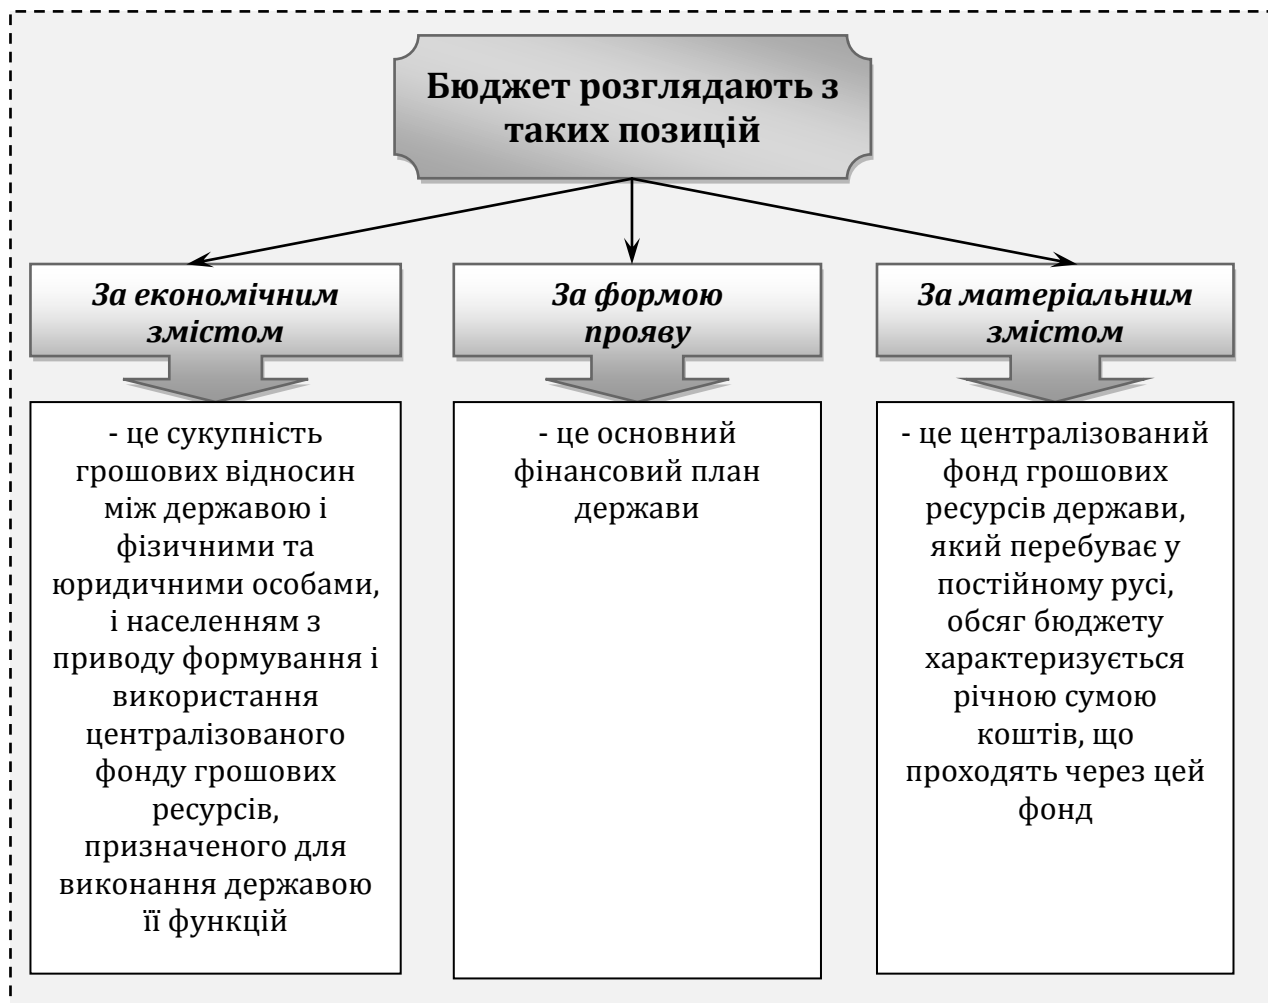 Бюджет розглядають з
таких позицій
За економічним
змістом
- це сукупність
грошових відносин
між державою і
фізичними та
юридичними особами,
і населенням з
приводу формування і
використання
централізованого
фонду грошових
ресурсів,
призначеного для
виконання державою
її функцій
За формою
прояву
- це основний
фінансовий план
держави
За матеріальним
змістом
- це централізований
фонд грошових
ресурсів держави,
який перебуває у
постійному русі,
обсяг бюджету
характеризується
річною сумою
коштів, що
проходять через цей
фонд